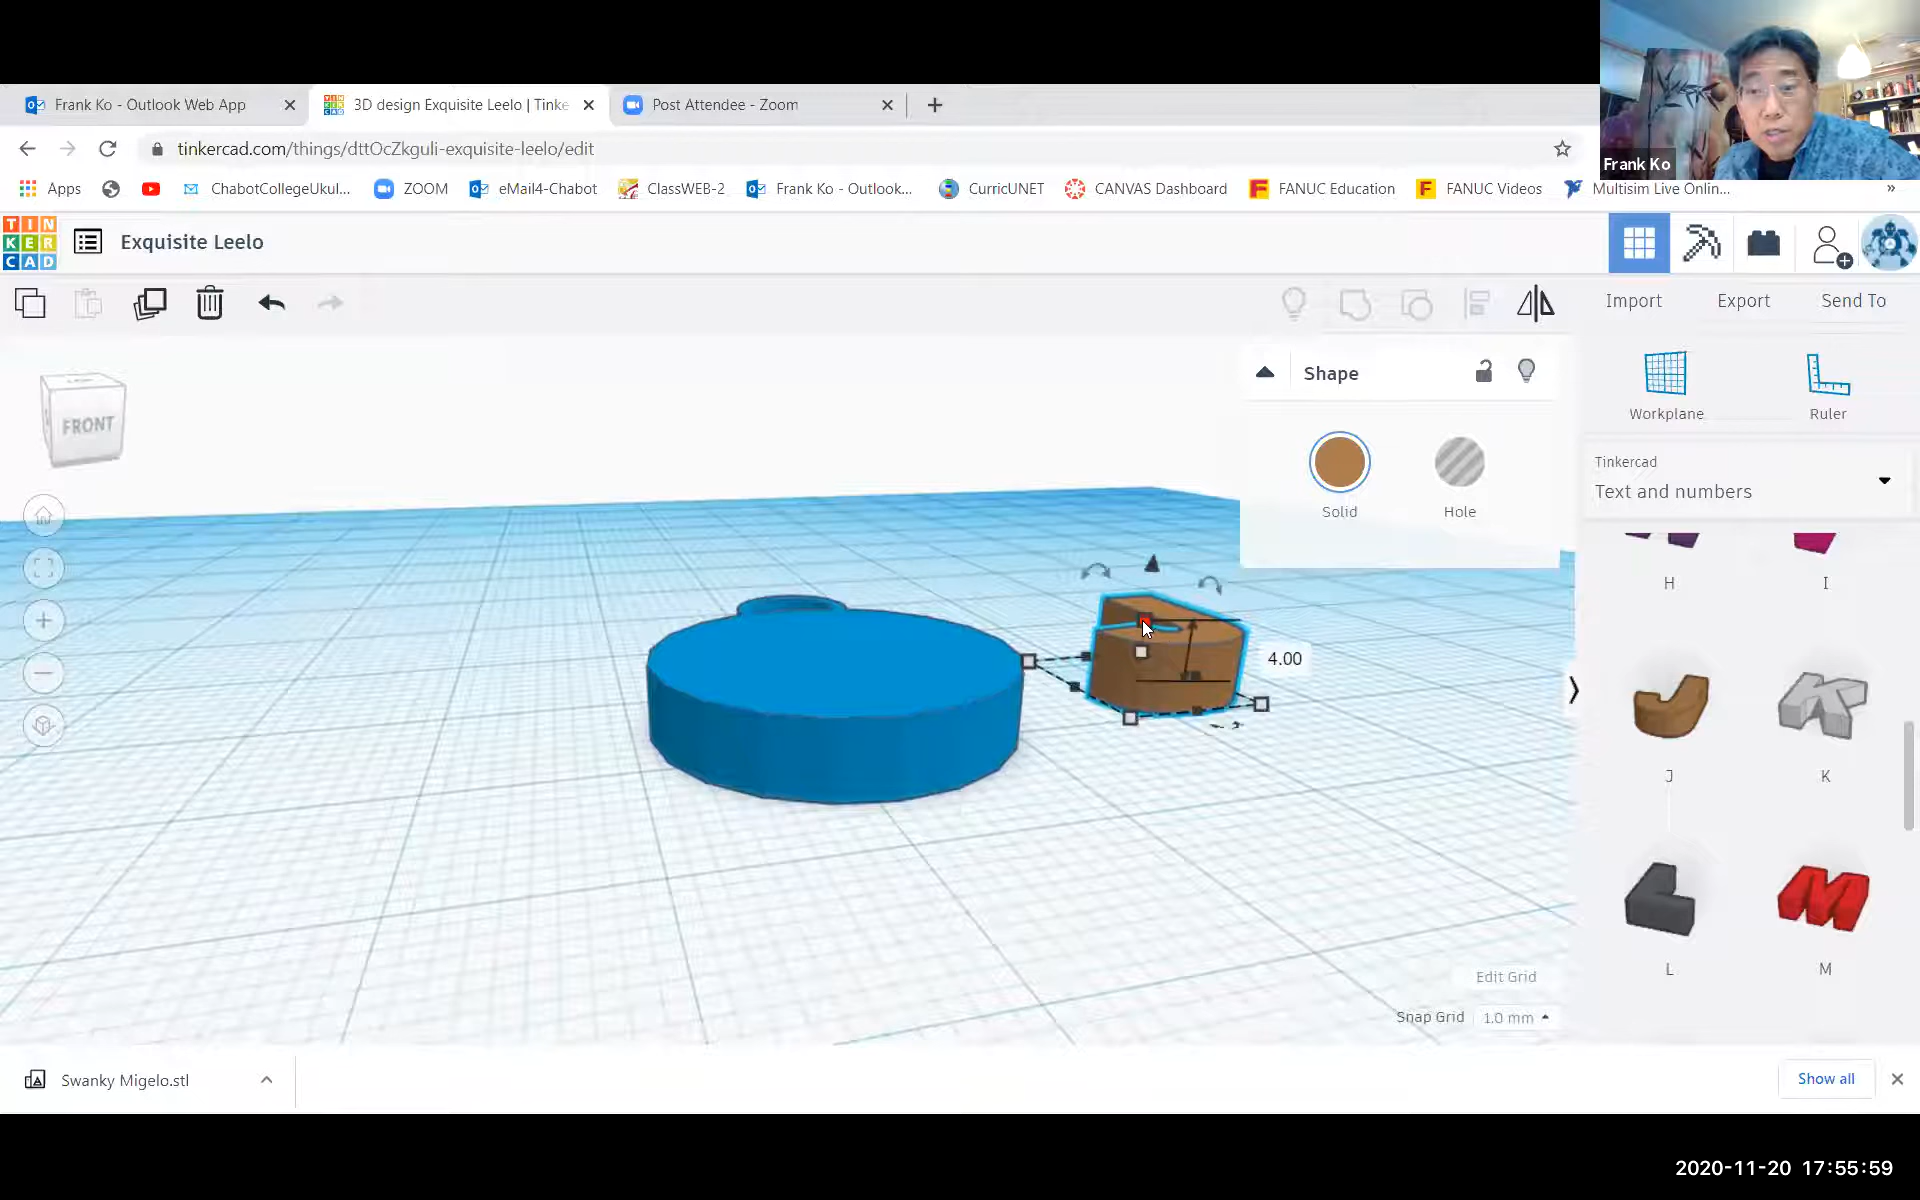 Frank Ko - Outlook Web App
3D design Exquisite Leelo | Tinke
Post Attendee - Zoom
Frank Ko
tinkercad.com/things/dttOcZkguli-exquisite-leelo/edit
Apps
ChabotCollegeUkul...
ZOOM
eMail4-Chabot
ClassWEB-2
Frank Ko - Outlook...
CurricUNET
CANVAS Dashboard
FANUC Education
FANUC Videos
Multisim Live Onlin...
»
TIN
KER
CAD
Exquisite Leelo
Import
Export
Send To
FRONT
Shape
Solid
Hole
Workplane
Ruler
Tinkercad
Text and numbers
H
I
4.00
J
K
L
M
Edit Grid
Snap Grid
1.0 mm
Swanky Migelo.stl
Show all
2020-11-20 17:55:59